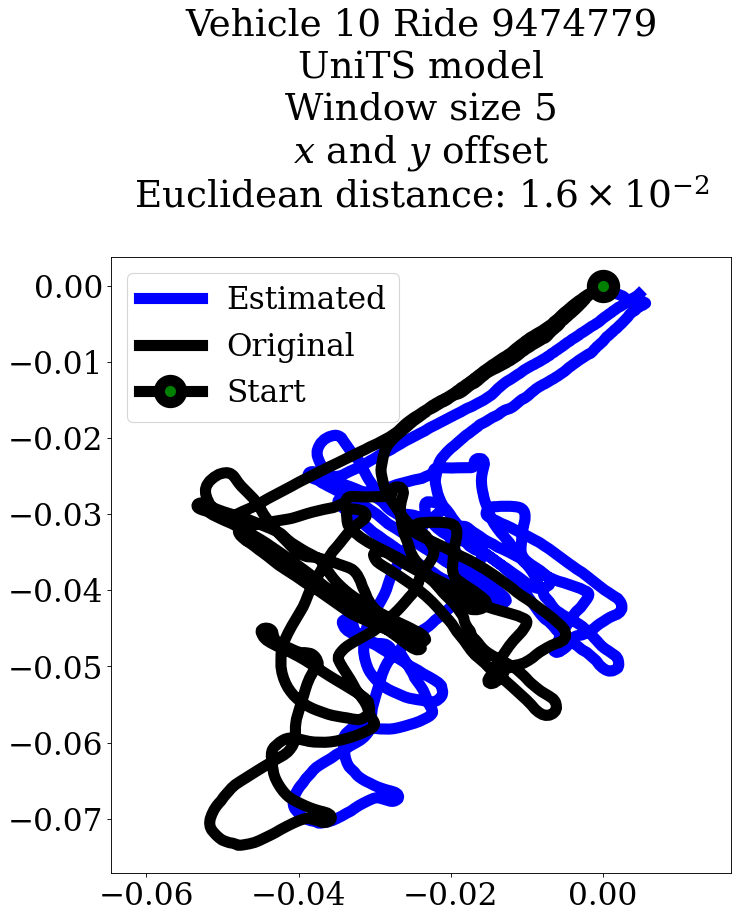 Vehicle 10 Ride 9474779
UniTS model
Window size 5
x and y offset
Euclidean distance: 1.6 × 10⁻²
Estimated
Original
Start
0.00
−0.01
−0.02
−0.03
−0.04
−0.05
−0.06
−0.07
−0.06 −0.04 −0.02 0.00